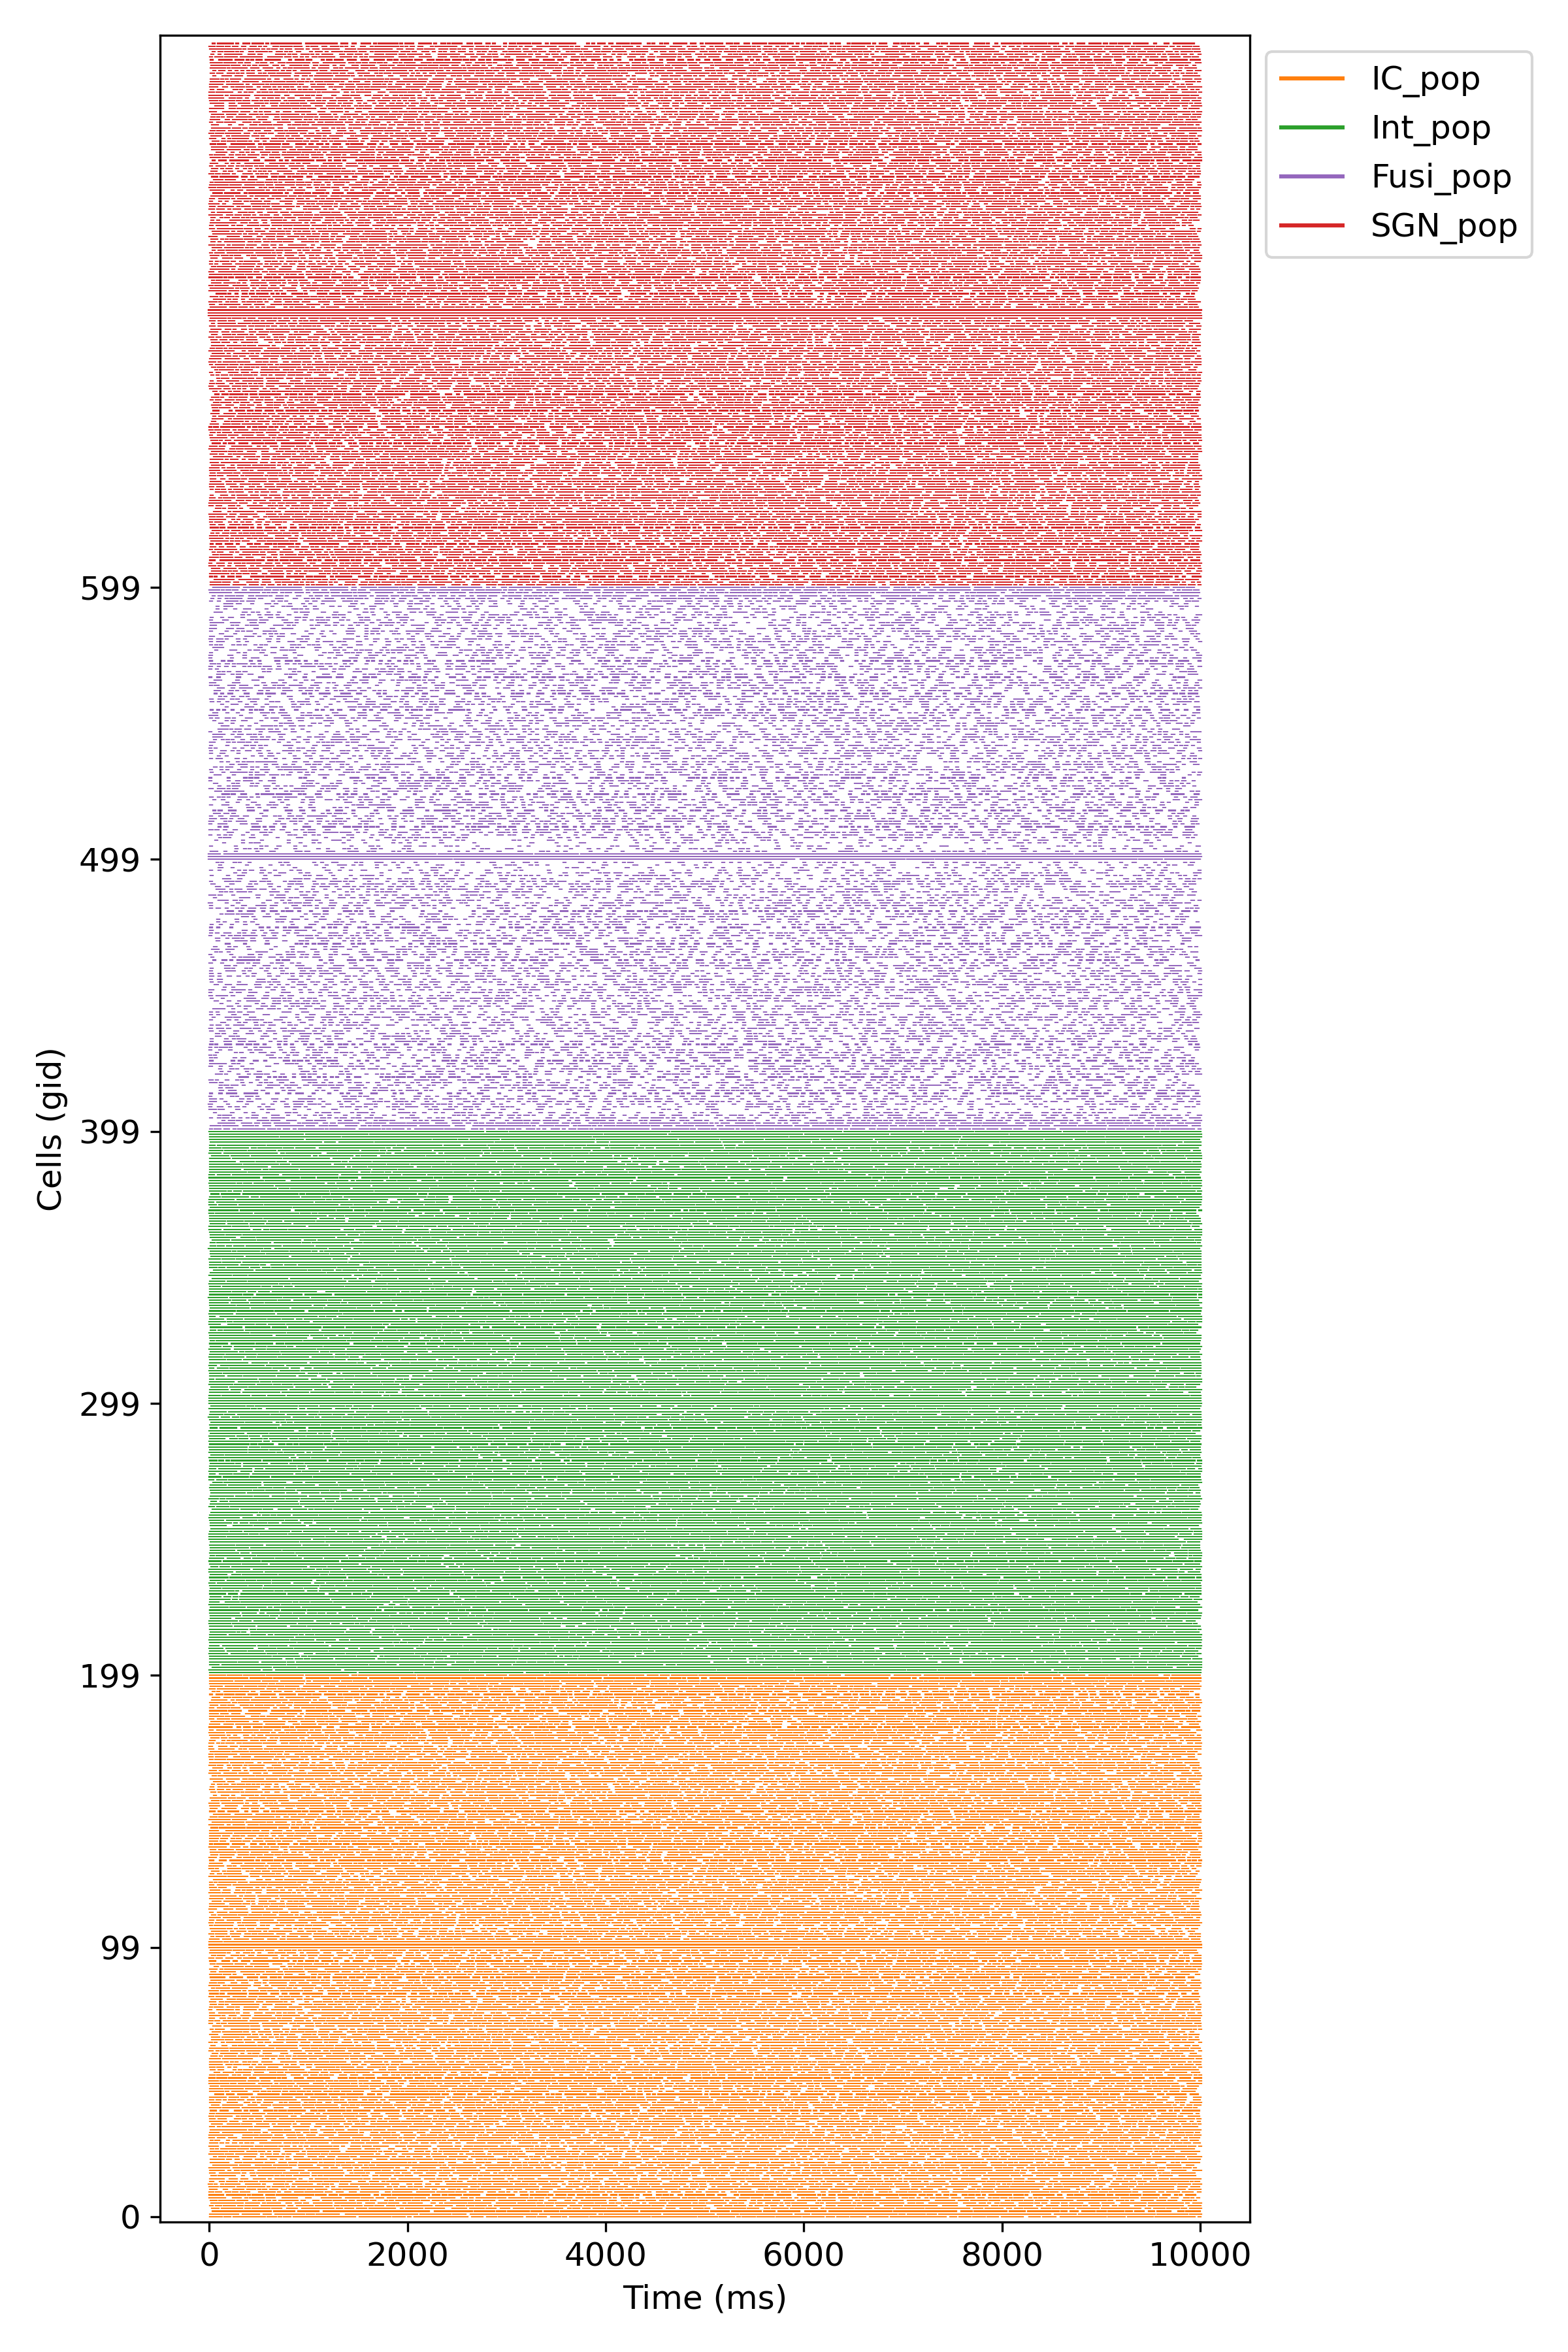 IC_pop
Int_pop
Fusi_pop
SGN_pop
599
499
399
299
199
99
0
Cells (gid)
0 2000 4000 6000 8000 10000
Time (ms)